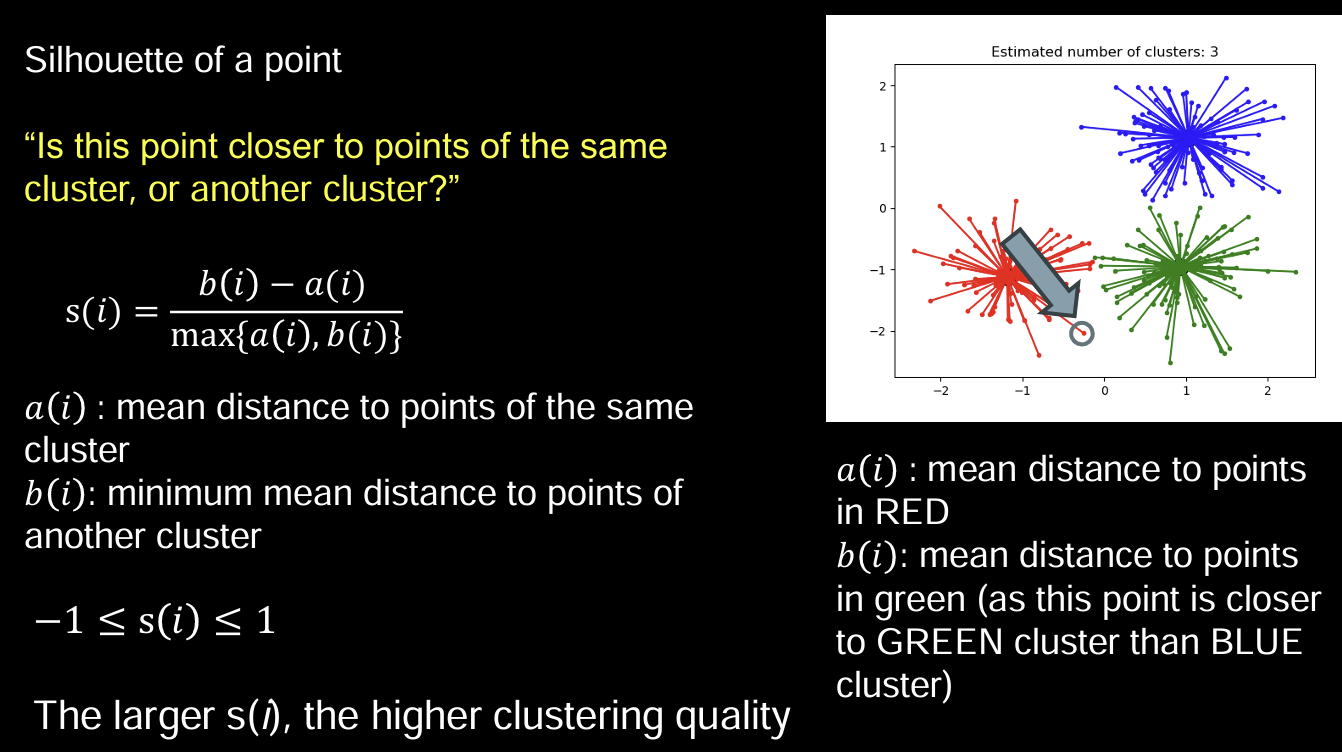 Silhouette of a point
“Is this point closer to points of the same
cluster, or another cluster?”
s(𝑖) = 𝑏(𝑖) − 𝑎(𝑖) / max{𝑎(𝑖), 𝑏(𝑖)}
𝑎(𝑖) : mean distance to points of the same
cluster
𝑏(𝑖): minimum mean distance to points of
another cluster
−1 ≤ s(𝑖) ≤ 1
The larger s(i), the higher clustering quality
Estimated number of clusters: 3
2
1
0
−1
−2
−2 −1 0 1 2
𝑎(𝑖) : mean distance to points
in RED
𝑏(𝑖): mean distance to points
in green (as this point is closer
to GREEN cluster than BLUE
cluster)